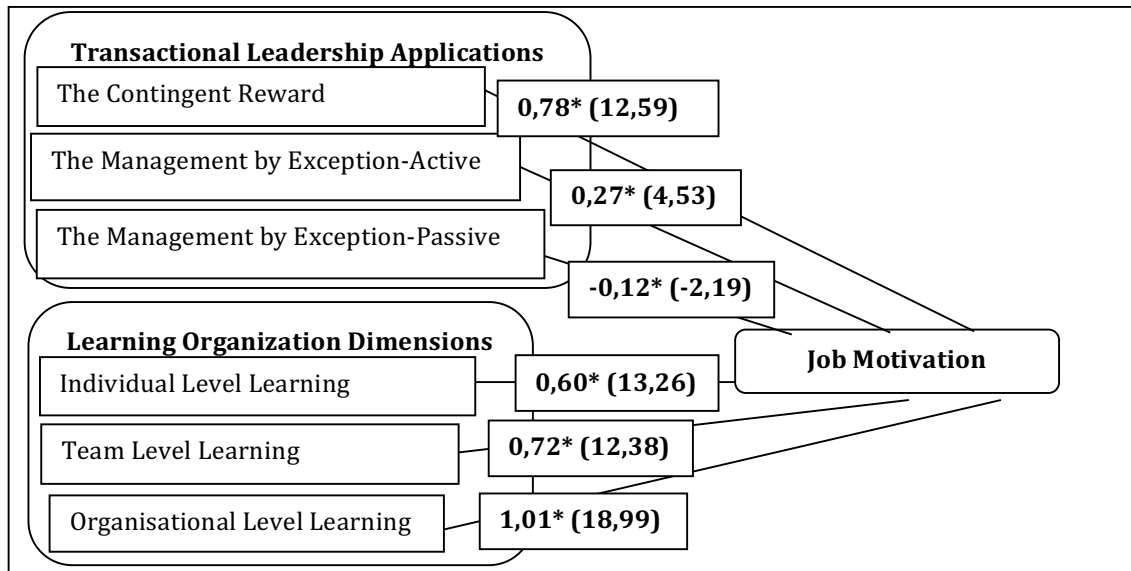 Transactional Leadership Applications
The Contingent Reward
0,78* (12,59)
The Management by Exception-Active
0,27* (4,53)
The Management by Exception-Passive
-0,12* (-2,19)
Learning Organization Dimensions
Job Motivation
Individual Level Learning
0,60* (13,26)
Team Level Learning
0,72* (12,38)
Organisational Level Learning
1,01* (18,99)